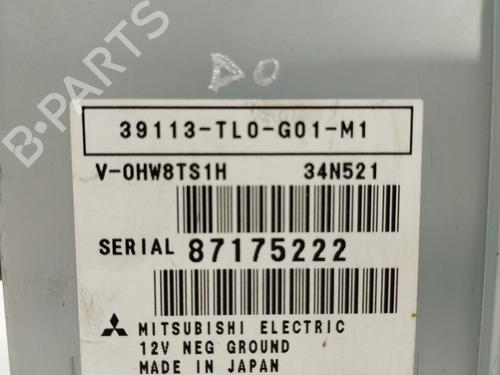 B-PARTS
DO
39113-TL0-G01-M1
V-0HW8TS1H 34N521
SERIAL 87175222
MITSUBISHI ELECTRIC
12V NEG GROUND
MADE IN JAPAN